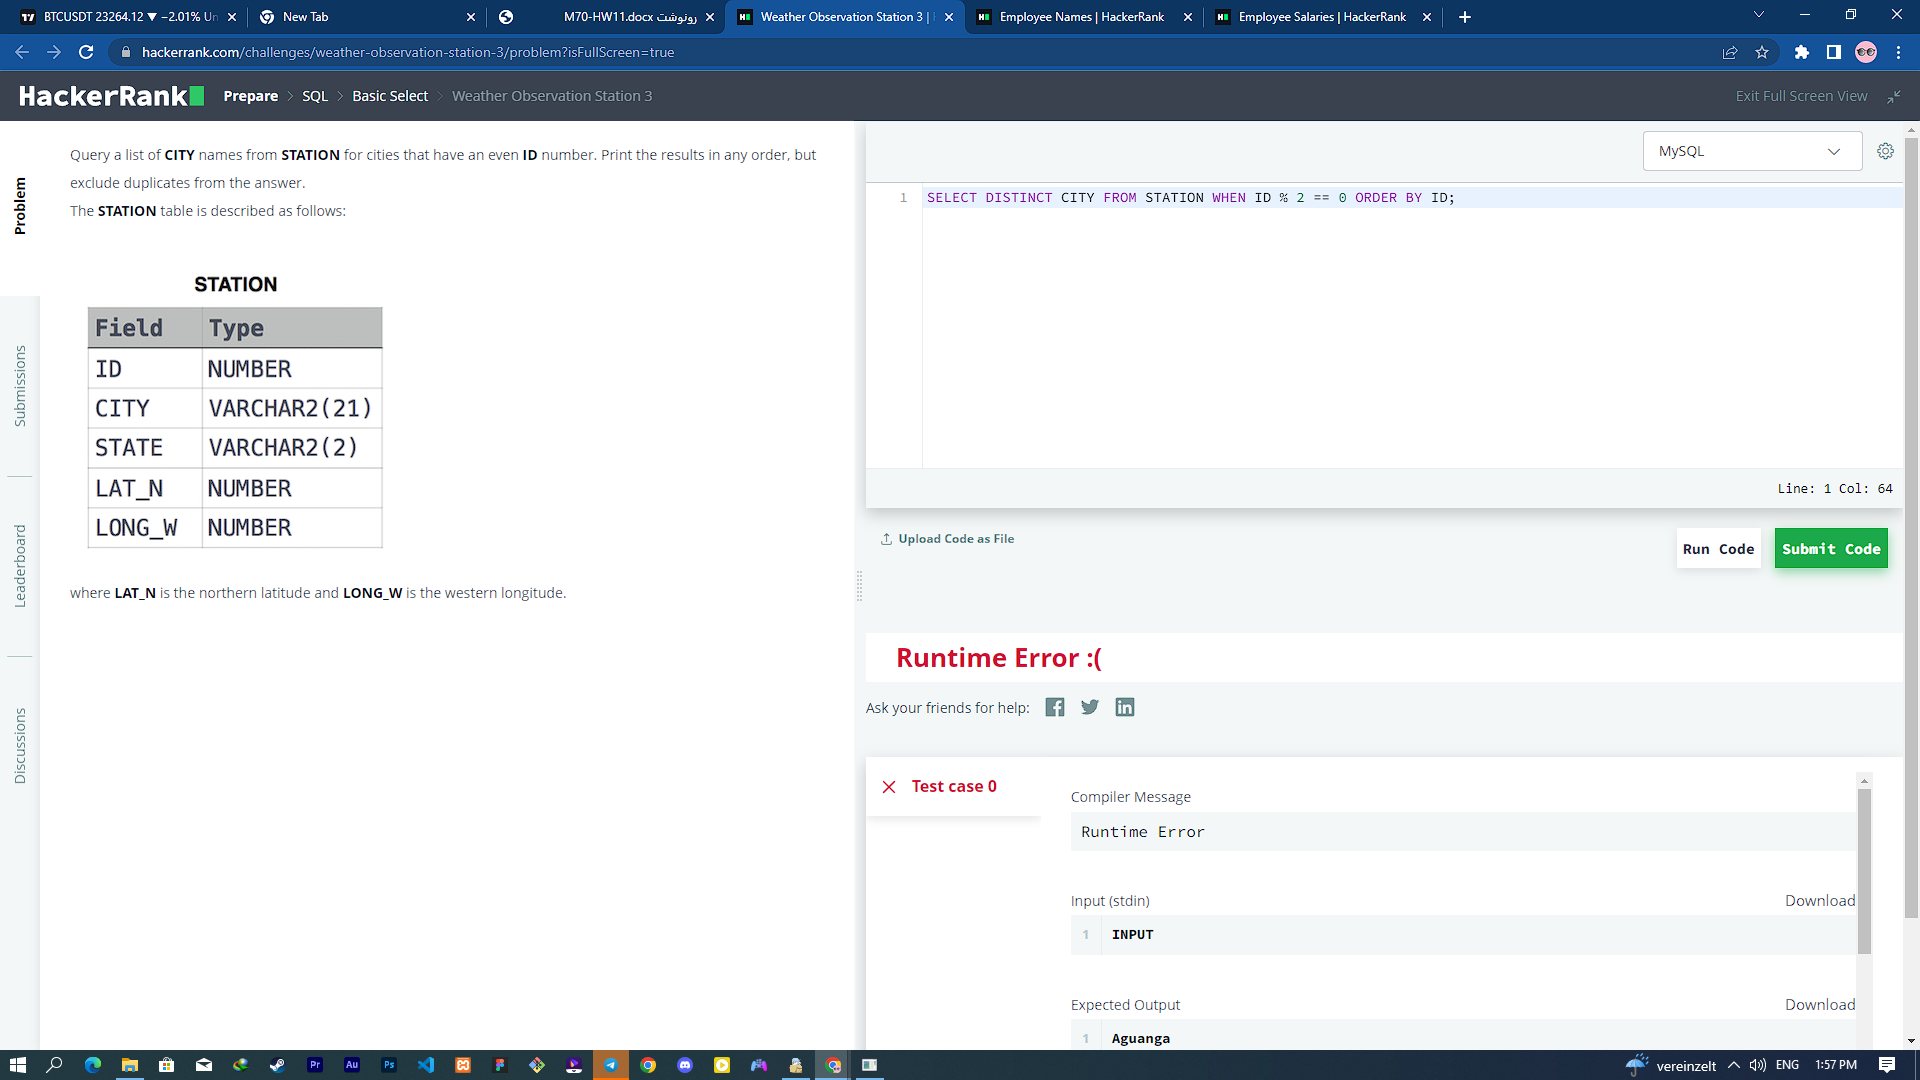 BTCUSDT 23264.12 ▼ −2.01% Un
New Tab
M70-HW11.docx رونوشت
Weather Observation Station 3 |
Employee Names | HackerRank
Employee Salaries | HackerRank
hackerrank.com/challenges/weather-observation-station-3/problem?isFullScreen=true
HackerRank
Prepare > SQL > Basic Select > Weather Observation Station 3
Exit Full Screen View
Problem
Submissions
Leaderboard
Discussions
Query a list of CITY names from STATION for cities that have an even ID number. Print the results in any order, but
exclude duplicates from the answer.
The STATION table is described as follows:
STATION
Field Type
ID NUMBER
CITY VARCHAR2(21)
STATE VARCHAR2(2)
LAT_N NUMBER
LONG_W NUMBER
where LAT_N is the northern latitude and LONG_W is the western longitude.
MySQL
1 SELECT DISTINCT CITY FROM STATION WHEN ID % 2 == 0 ORDER BY ID;
Line: 1 Col: 64
Upload Code as File
Run Code
Submit Code
Runtime Error :(
Ask your friends for help:
Test case 0
Compiler Message
Runtime Error
Input (stdin)
Download
1 INPUT
Expected Output
Download
1 Aguanga
Pr
Au
Ps
vereinzelt
ENG
1:57 PM